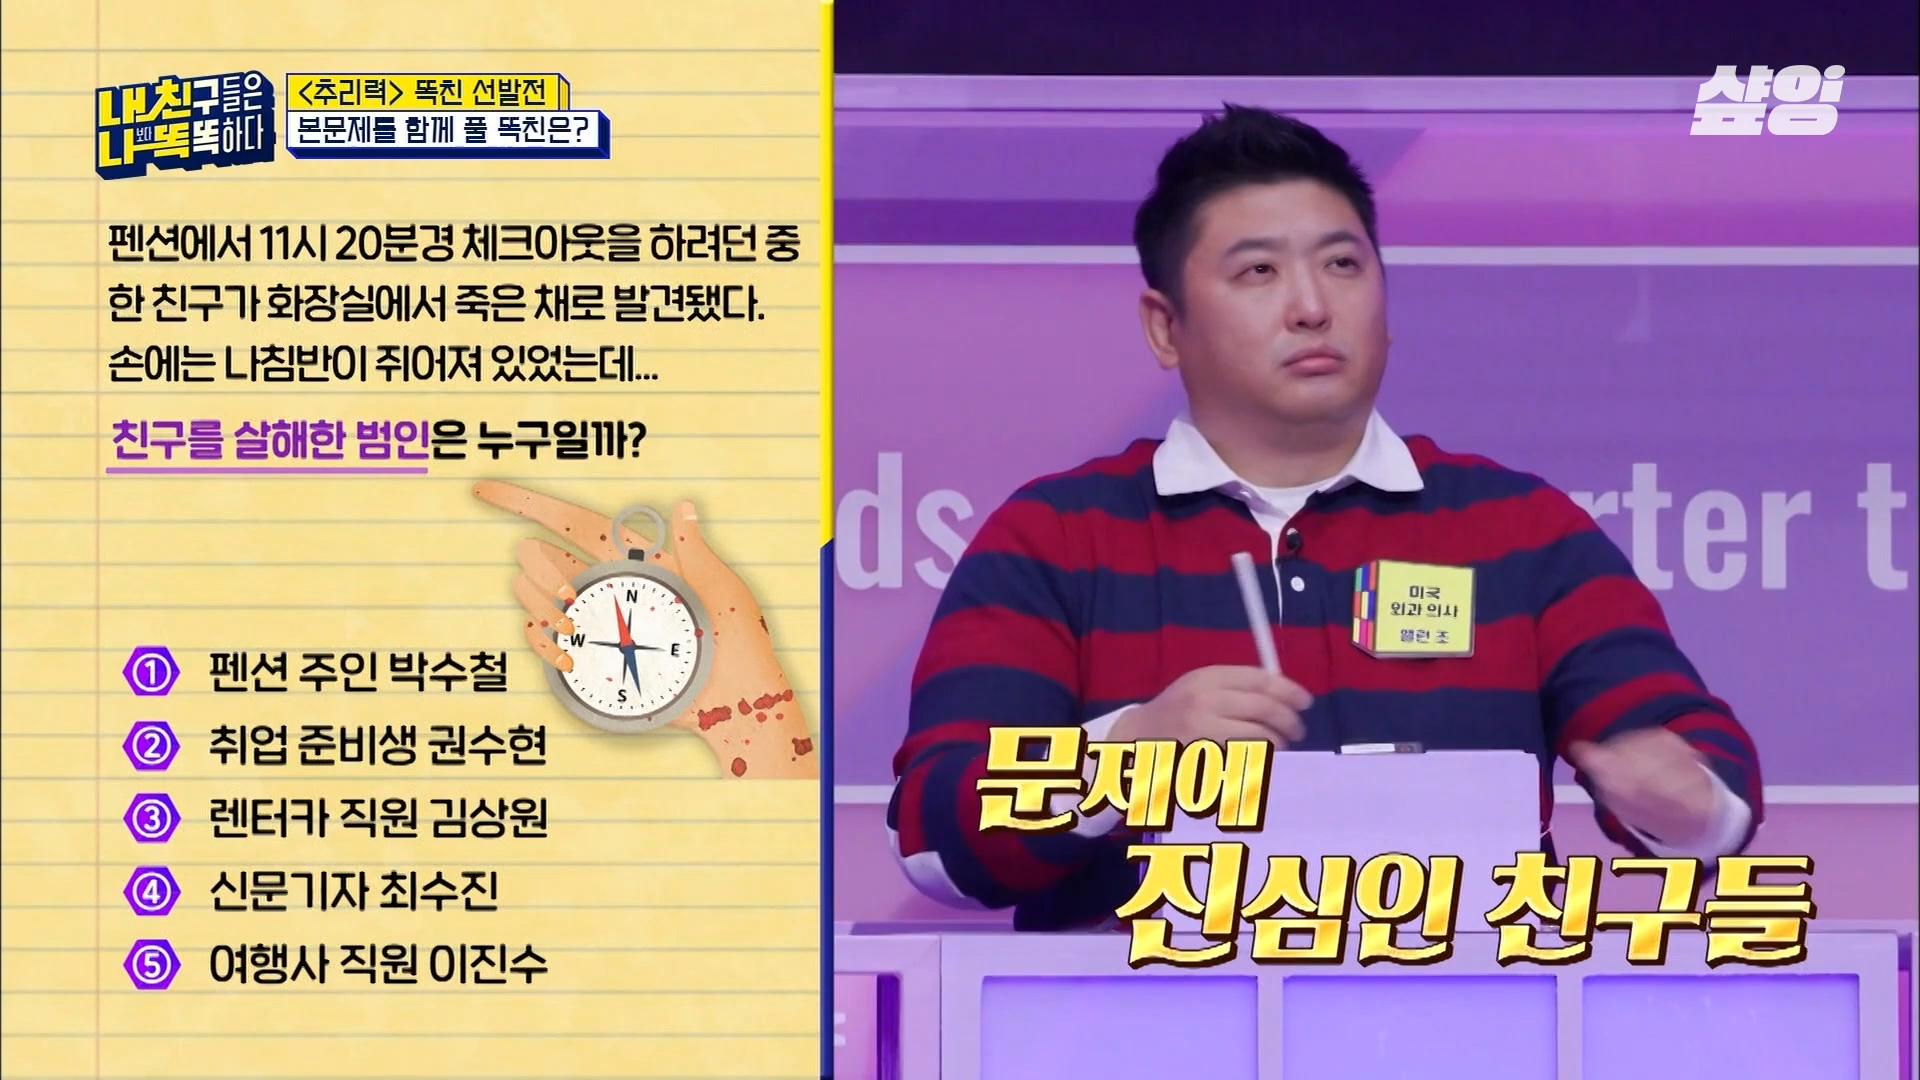 내 친구들은
나보다 똑똑하다
<추리력> 똑친 선발전
본문제를 함께 풀 똑친은?
샾잉
펜션에서 11시 20분경 체크아웃을 하려던 중
한 친구가 화장실에서 죽은 채로 발견됐다.
손에는 나침반이 쥐어져 있었는데...
친구를 살해한 범인은 누구일까?
N
W
E
S
① 펜션 주인 박수철
② 취업 준비생 권수현
③ 렌터카 직원 김상원
④ 신문기자 최수진
⑤ 여행사 직원 이진수
ds
rter t
미국
외과 의사
앨런 조
문제에
진심인 친구들